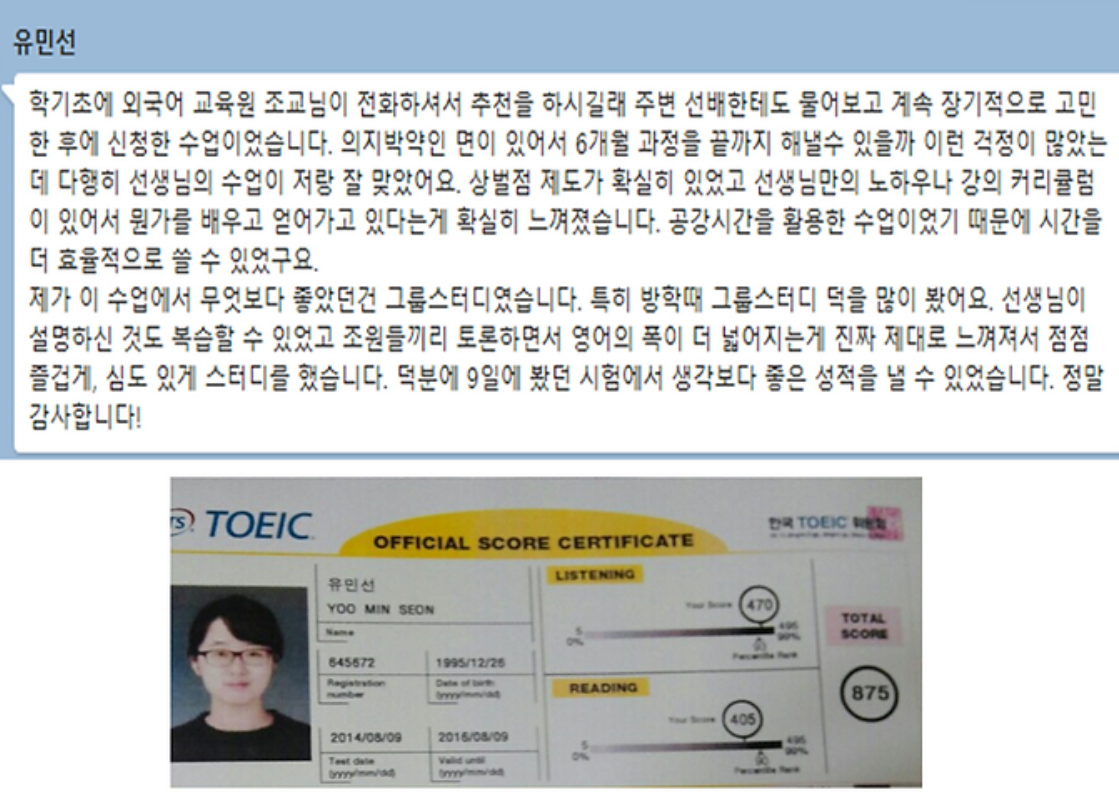 유민선
학기초에 외국어 교육원 조교님이 전화하셔서 추천을 하시길래 주변 선배한테도 물어보고 계속 장기적으로 고민
한 후에 신청한 수업이었습니다. 의지박약인 면이 있어서 6개월 과정을 끝까지 해낼수 있을까 이런 걱정이 많았는
데 다행히 선생님의 수업이 저랑 잘 맞았어요. 상벌점 제도가 확실히 있었고 선생님만의 노하우나 강의 커리큘럼
이 있어서 뭔가를 배우고 얻어가고 있다는게 확실히 느껴졌습니다. 공강시간을 활용한 수업이었기 때문에 시간을
더 효율적으로 쓸 수 있었구요.
제가 이 수업에서 무엇보다 좋았던건 그룹스터디였습니다. 특히 방학때 그룹스터디 덕을 많이 봤어요. 선생님이
설명하신 것도 복습할 수 있었고 조원들끼리 토론하면서 영어의 폭이 더 넓어지는게 진짜 제대로 느껴져서 점점
즐겁게, 심도 있게 스터디를 했습니다. 덕분에 9일에 봤던 시험에서 생각보다 좋은 성적을 낼 수 있었습니다. 정말
감사합니다!
TS. TOEIC.
한국 TOEIC
OFFICIAL SCORE CERTIFICATE
유민선
YOO MIN SEON
Name
645672 1995/12/26
Registration number
Date of birth (yyyy/mm/dd)
2014/08/09 2016/08/09
Test date (yyyy/mm/dd)
Valid until (yyyy/mm/dd)
LISTENING
Your Score 470
5 495
0% 99%
Percentile Rank
READING
Your Score 405
5 495
0% 90 99%
Percentile Rank
TOTAL SCORE
875